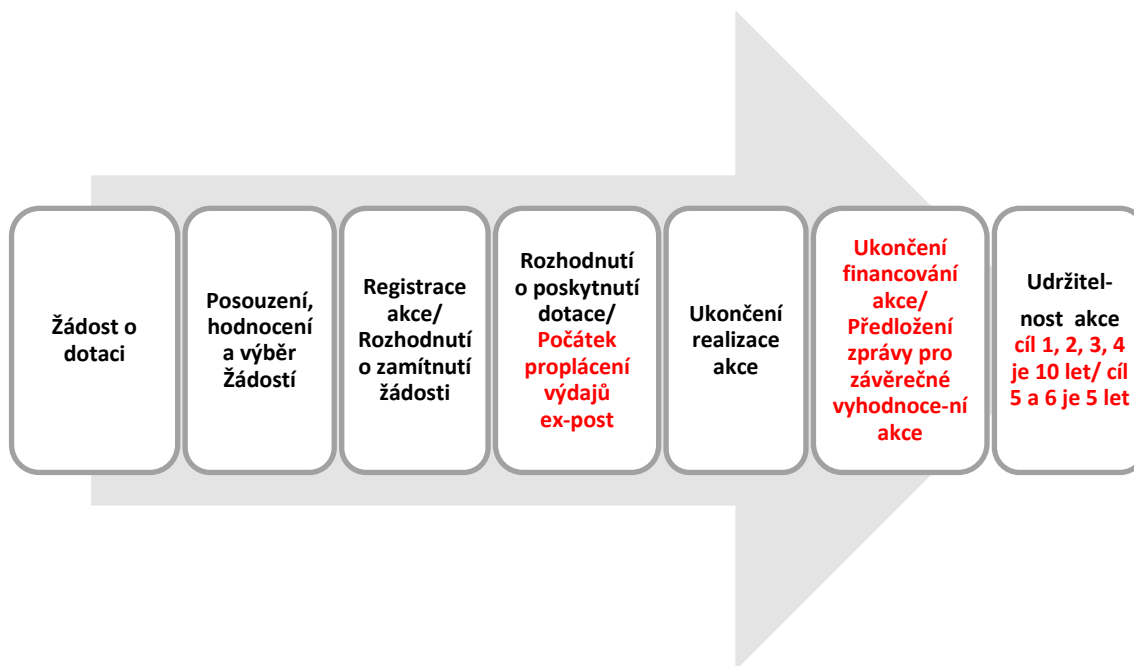 Žádost o
dotaci
Posouzení,
hodnocení
a výběr
Žádostí
Registrace
akce/
Rozhodnutí
o zamítnutí
žádosti
Rozhodnutí
o poskytnutí
dotace/
Počátek
proplácení
výdajů
ex-post
Ukončení
realizace
akce
Ukončení
financování
akce/
Předložení
zprávy pro
závěrečné
vyhodnoce-ní
akce
Udržitel-
nost akce
cíl 1, 2, 3, 4
je 10 let/ cíl
5 a 6 je 5 let